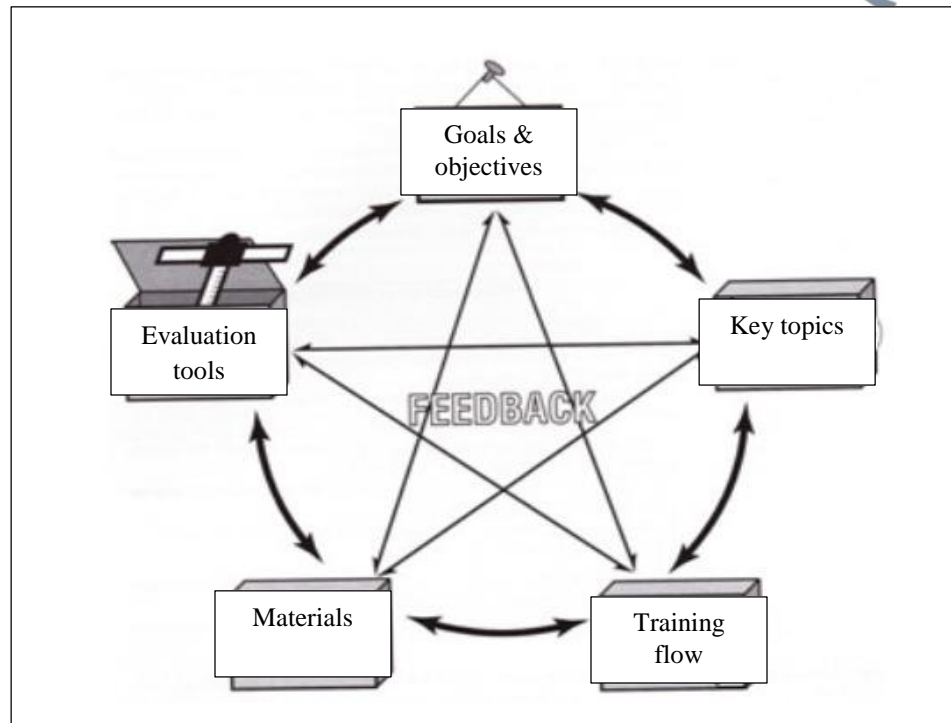 Goals &
objectives
Evaluation
tools
Key topics
FEEDBACK
Materials
Training
flow